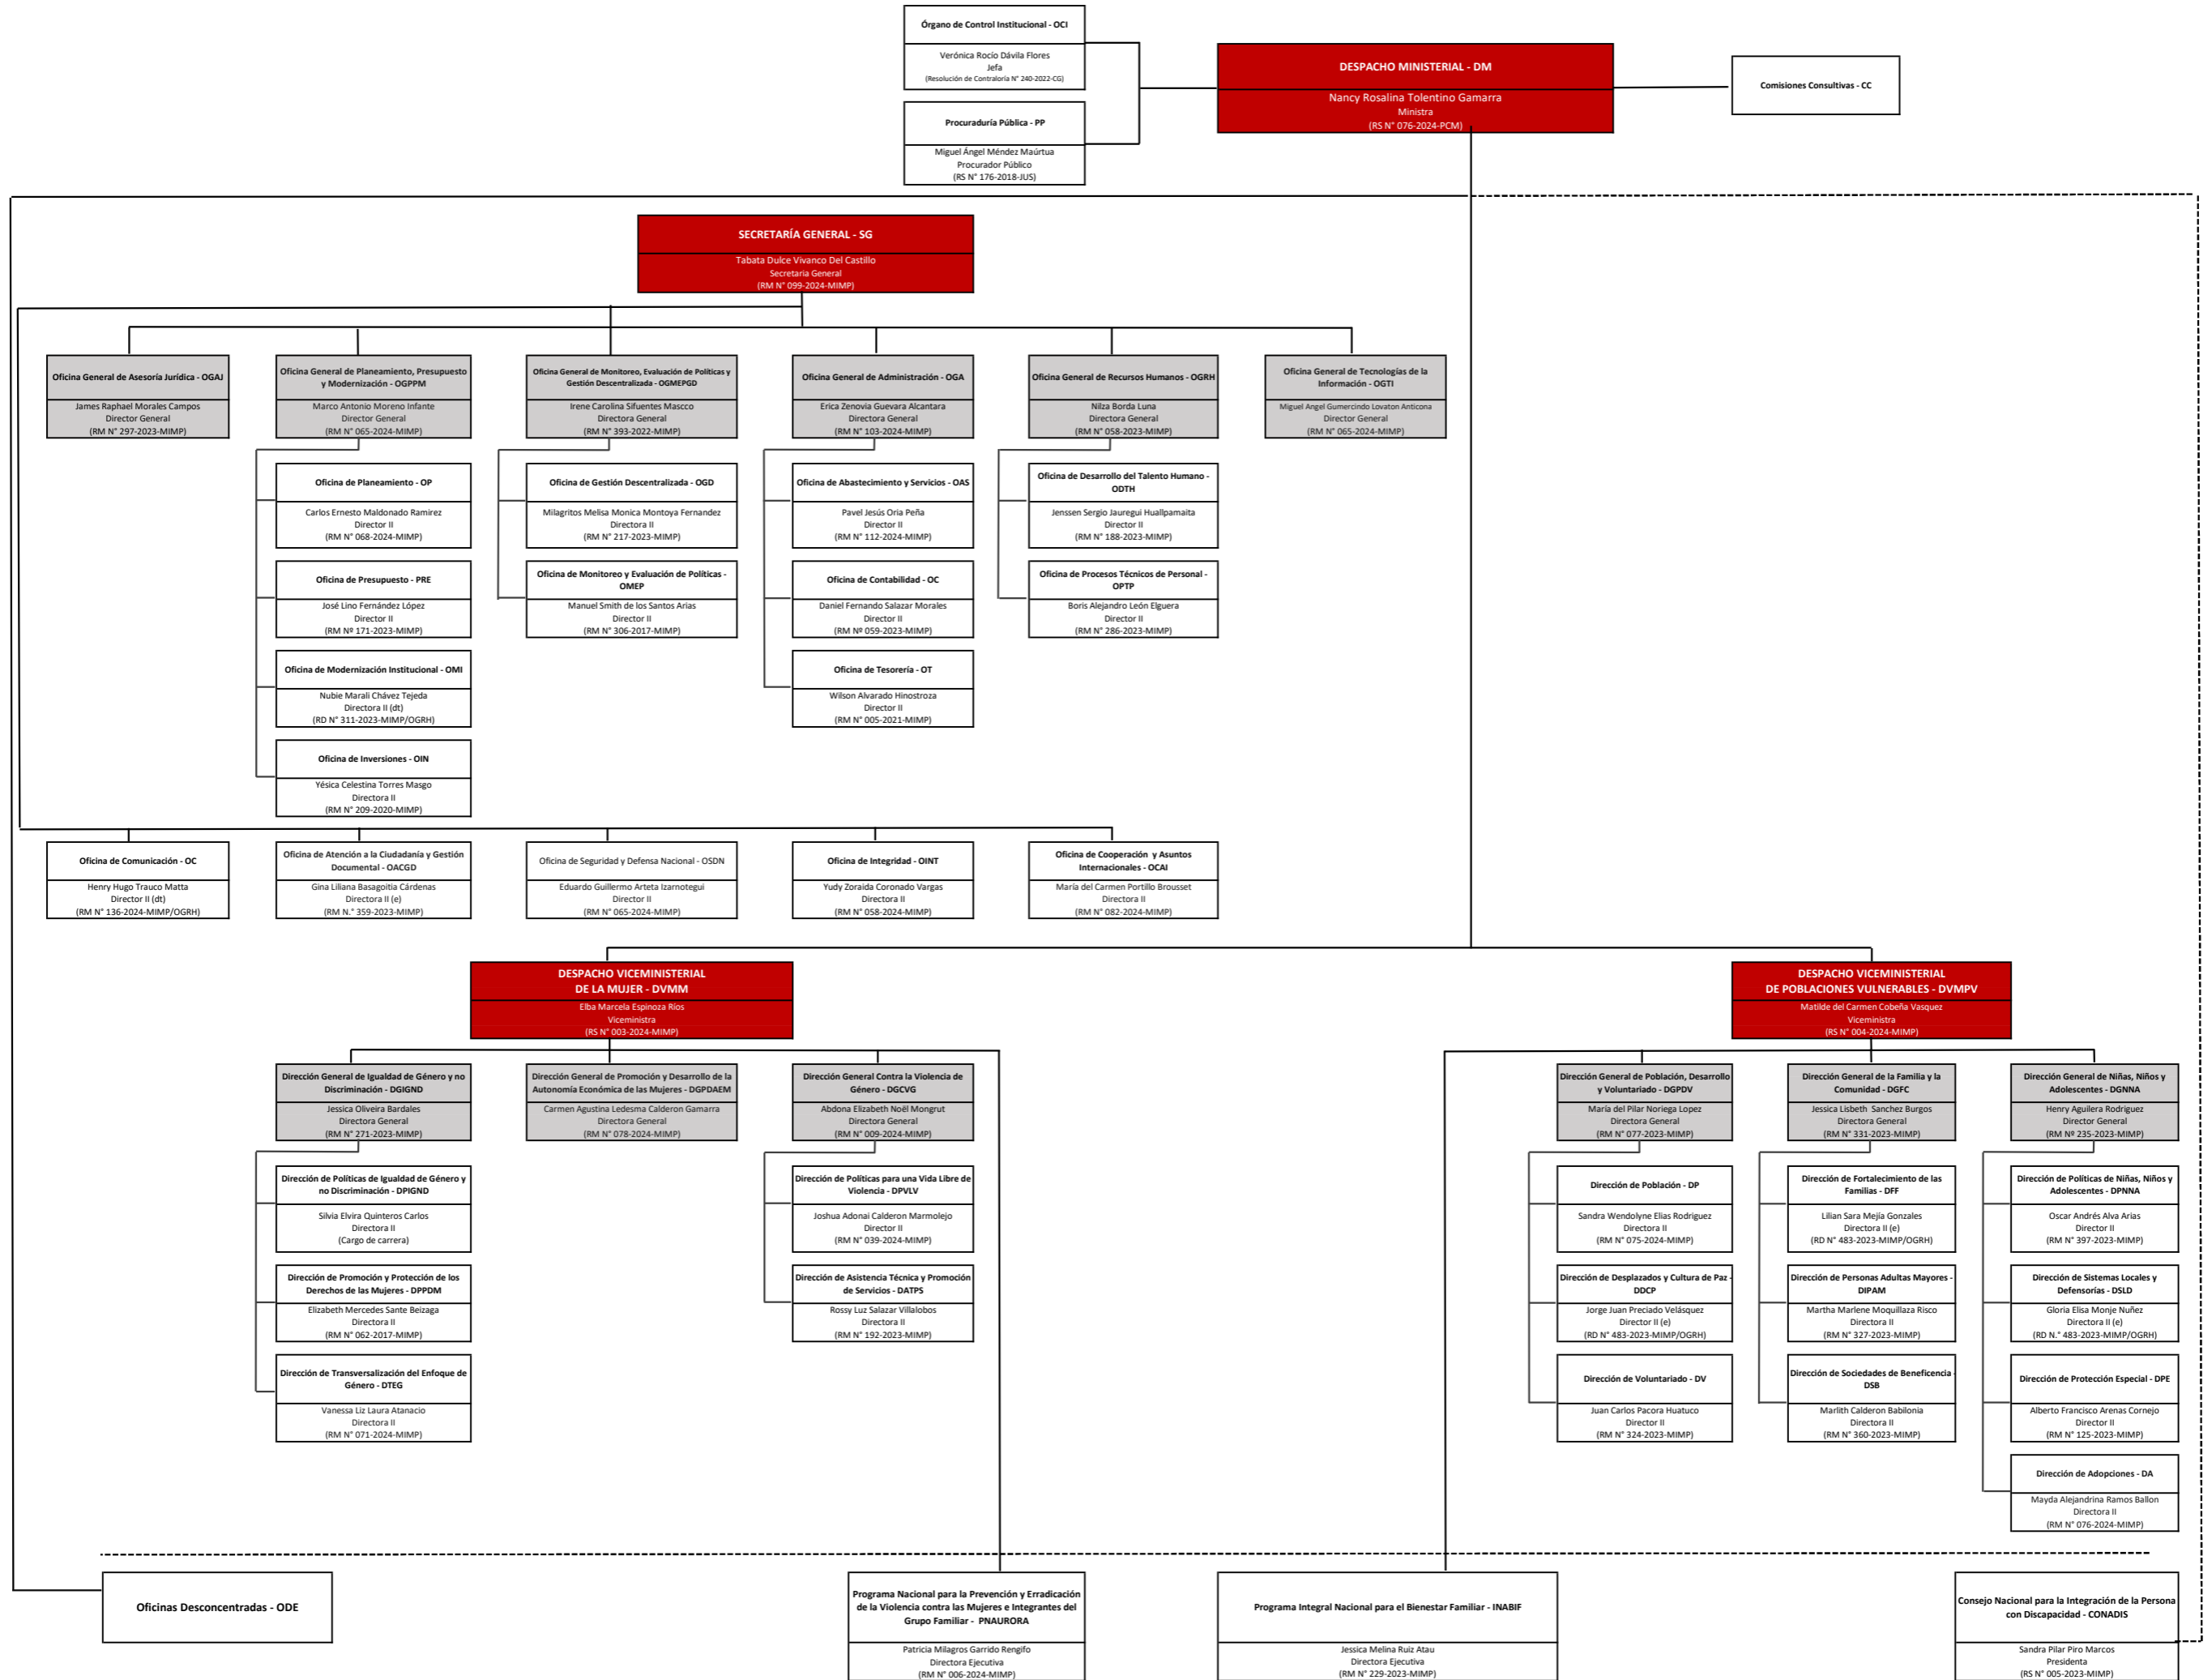 Órgano de Control Institucional - OCI
Verónica Rocío Dávila Flores
Jefa
(Resolución de Contraloría N° 240-2022-CG)
DESPACHO MINISTERIAL - DM
Nancy Rosalina Tolentino Gamarra
Ministra
(RS N° 076-2024-PCM)
Comisiones Consultivas - CC
Procuraduría Pública - PP
Miguel Ángel Méndez Maúrtua
Procurador Público
(RS N° 176-2018-JUS)
SECRETARÍA GENERAL - SG
Tabata Dulce Vivanco Del Castillo
Secretaria General
(RM N° 099-2024-MIMP)
Oficina General de Asesoría Jurídica - OGAJ
James Raphael Morales Campos
Director General
(RM N° 297-2023-MIMP)
Oficina General de Planeamiento, Presupuesto
y Modernización - OGPPM
Marco Antonio Moreno Infante
Director General
(RM N° 065-2024-MIMP)
Oficina General de Monitoreo, Evaluación de Políticas y
Gestión Descentralizada - OGMEPGD
Irene Carolina Sifuentes Mascco
Directora General
(RM N° 393-2022-MIMP)
Oficina General de Administración - OGA
Erica Zenovia Guevara Alcantara
Directora General
(RM N° 103-2024-MIMP)
Oficina General de Recursos Humanos - OGRH
Nilza Borda Luna
Directora General
(RM N° 058-2023-MIMP)
Oficina General de Tecnologías de la
Información - OGTI
Miguel Angel Gumercindo Lovaton Anticona
Director General
(RM N° 065-2024-MIMP)
Oficina de Planeamiento - OP
Carlos Ernesto Maldonado Ramirez
Director II
(RM N° 068-2024-MIMP)
Oficina de Gestión Descentralizada - OGD
Milagritos Melisa Monica Montoya Fernandez
Directora II
(RM N° 217-2023-MIMP)
Oficina de Abastecimiento y Servicios - OAS
Pavel Jesús Oria Peña
Director II
(RM N° 112-2024-MIMP)
Oficina de Desarrollo del Talento Humano -
ODTH
Jenssen Sergio Jauregui Huallpamaita
Director II
(RM N° 188-2023-MIMP)
Oficina de Presupuesto - PRE
José Lino Fernández López
Director II
(RM Nº 171-2023-MIMP)
Oficina de Monitoreo y Evaluación de Políticas -
OMEP
Manuel Smith de los Santos Arias
Director II
(RM N° 306-2017-MIMP)
Oficina de Contabilidad - OC
Daniel Fernando Salazar Morales
Director II
(RM Nº 059-2023-MIMP)
Oficina de Procesos Técnicos de Personal -
OPTP
Boris Alejandro León Elguera
Director II
(RM N° 286-2023-MIMP)
Oficina de Modernización Institucional - OMI
Nubie Marali Chávez Tejeda
Directora II (dt)
(RD N° 311-2023-MIMP/OGRH)
Oficina de Tesorería - OT
Wilson Alvarado Hinostroza
Director II
(RM N° 005-2021-MIMP)
Oficina de Inversiones - OIN
Yésica Celestina Torres Masgo
Directora II
(RM N° 209-2020-MIMP)
Oficina de Comunicación - OC
Henry Hugo Trauco Matta
Director II (dt)
(RM N° 136-2024-MIMP/OGRH)
Oficina de Atención a la Ciudadanía y Gestión
Documental - OACGD
Gina Liliana Basagoitia Cárdenas
Directora II (e)
(RM N.° 359-2023-MIMP)
Oficina de Seguridad y Defensa Nacional - OSDN
Eduardo Guillermo Arteta Izarnotegui
Director II
(RM N° 065-2024-MIMP)
Oficina de Integridad - OINT
Yudy Zoraida Coronado Vargas
Directora II
(RM N° 058-2024-MIMP)
Oficina de Cooperación  y Asuntos
Internacionales - OCAI
María del Carmen Portillo Brousset
Directora II
(RM N° 082-2024-MIMP)
DESPACHO VICEMINISTERIAL
DE LA MUJER - DVMM
Elba Marcela Espinoza Ríos
Viceministra
(RS N° 003-2024-MIMP)
DESPACHO VICEMINISTERIAL
DE POBLACIONES VULNERABLES - DVMPV
Matilde del Carmen Cobeña Vasquez
Viceministra
(RS N° 004-2024-MIMP)
Dirección General de Igualdad de Género y no
Discriminación - DGIGND
Jessica Oliveira Bardales
Directora General
(RM N° 271-2023-MIMP)
Dirección General de Promoción y Desarrollo de la
Autonomía Económica de las Mujeres - DGPDAEM
Carmen Agustina Ledesma Calderon Gamarra
Directora General
(RM N° 078-2024-MIMP)
Dirección General Contra la Violencia de
Género - DGCVG
Abdona Elizabeth Noël Mongrut
Directora General
(RM N° 009-2024-MIMP)
Dirección General de Población, Desarrollo
y Voluntariado - DGPDV
María del Pilar Noriega Lopez
Directora General
(RM N° 077-2023-MIMP)
Dirección General de la Familia y la
Comunidad - DGFC
Jessica Lisbeth  Sanchez Burgos
Directora General
(RM N° 331-2023-MIMP)
Dirección General de Niñas, Niños y
Adolescentes - DGNNA
Henry Aguilera Rodriguez
Director General
(RM Nº 235-2023-MIMP)
Dirección de Políticas de Igualdad de Género y
no Discriminación - DPIGND
Silvia Elvira Quinteros Carlos
Directora II
(Cargo de carrera)
Dirección de Políticas para una Vida Libre de
Violencia - DPVLV
Joshua Adonai Calderon Marmolejo
Director II
(RM N° 039-2024-MIMP)
Dirección de Población - DP
Sandra Wendolyne Elias Rodriguez
Directora II
(RM N° 075-2024-MIMP)
Dirección de Fortalecimiento de las
Familias - DFF
Lilian Sara Mejía Gonzales
Directora II (e)
(RD N° 483-2023-MIMP/OGRH)
Dirección de Políticas de Niñas, Niños y
Adolescentes - DPNNA
Oscar Andrés Alva Arias
Director II
(RM N° 397-2023-MIMP)
Dirección de Promoción y Protección de los
Derechos de las Mujeres - DPPDM
Elizabeth Mercedes Sante Beizaga
Directora II
(RM N° 062-2017-MIMP)
Dirección de Asistencia Técnica y Promoción
de Servicios - DATPS
Rossy Luz Salazar Villalobos
Directora II
(RM N° 192-2023-MIMP)
Dirección de Desplazados y Cultura de Paz -
DDCP
Jorge Juan Preciado Velásquez
Director II (e)
(RD N° 483-2023-MIMP/OGRH)
Dirección de Personas Adultas Mayores -
DIPAM
Martha Marlene Moquillaza Risco
Directora II
(RM N° 327-2023-MIMP)
Dirección de Sistemas Locales y
Defensorías - DSLD
Gloria Elisa Monje Nuñez
Directora II (e)
(RD N.° 483-2023-MIMP/OGRH)
Dirección de Transversalización del Enfoque de
Género - DTEG
Vanessa Liz Laura Atanacio
Directora II
(RM N° 071-2024-MIMP)
Dirección de Voluntariado - DV
Juan Carlos Pacora Huatuco
Director II
(RM N° 324-2023-MIMP)
Dirección de Sociedades de Beneficencia -
DSB
Marlith Calderon Babilonia
Directora II
(RM N° 360-2023-MIMP)
Dirección de Protección Especial - DPE
Alberto Francisco Arenas Cornejo
Director II
(RM N° 125-2023-MIMP)
Dirección de Adopciones - DA
Mayda Alejandrina Ramos Ballon
Directora II
(RM N° 076-2024-MIMP)
Oficinas Desconcentradas - ODE
Programa Nacional para la Prevención y Erradicación
de la Violencia contra las Mujeres e Integrantes del
Grupo Familiar -  PNAURORA
Patricia Milagros Garrido Rengifo
Directora Ejecutiva
(RM N° 006-2024-MIMP)
Programa Integral Nacional para el Bienestar Familiar - INABIF
Jessica Melina Ruiz Atau
Directora Ejecutiva
(RM N° 229-2023-MIMP)
Consejo Nacional para la Integración de la Persona
con Discapacidad - CONADIS
Sandra Pilar Piro Marcos
Presidenta
(RS N° 005-2023-MIMP)